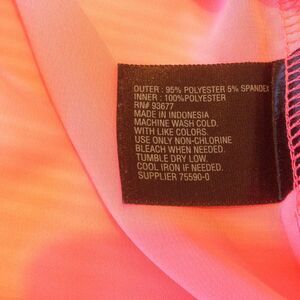 OUTER : 95% POLYESTER 5% SPANDEX
INNER : 100%POLYESTER
RN# 93677
MADE IN INDONESIA
MACHINE WASH COLD.
WITH LIKE COLORS.
USE ONLY NON-CHLORINE
BLEACH WHEN NEEDED.
TUMBLE DRY LOW.
COOL IRON IF NEEDED.
SUPPLIER 75590-0